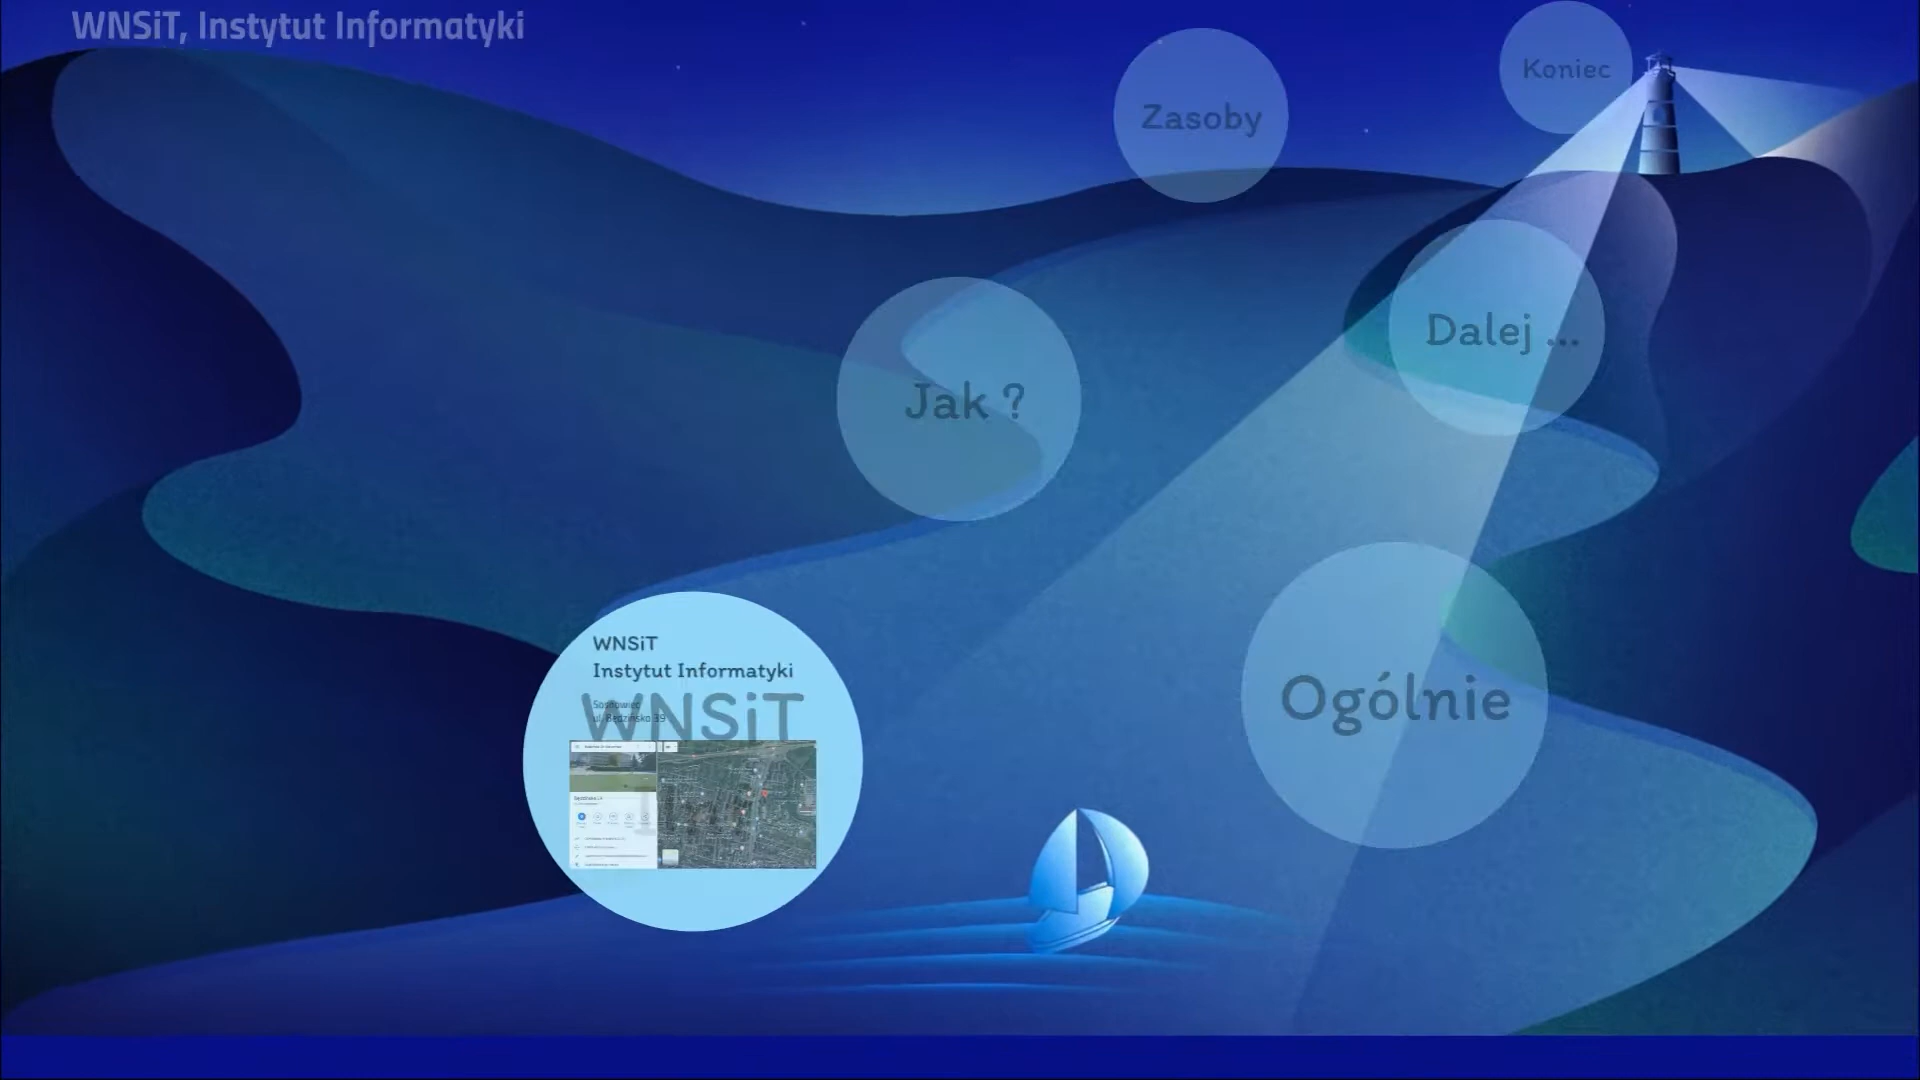 WNSiT, Instytut Informatyki
Koniec
Zasoby
Dalej ...
Jak ?
WNSiT
Instytut Informatyki
WNSiT
Sosnowiec
ul. Będzińska 39
Ogólnie